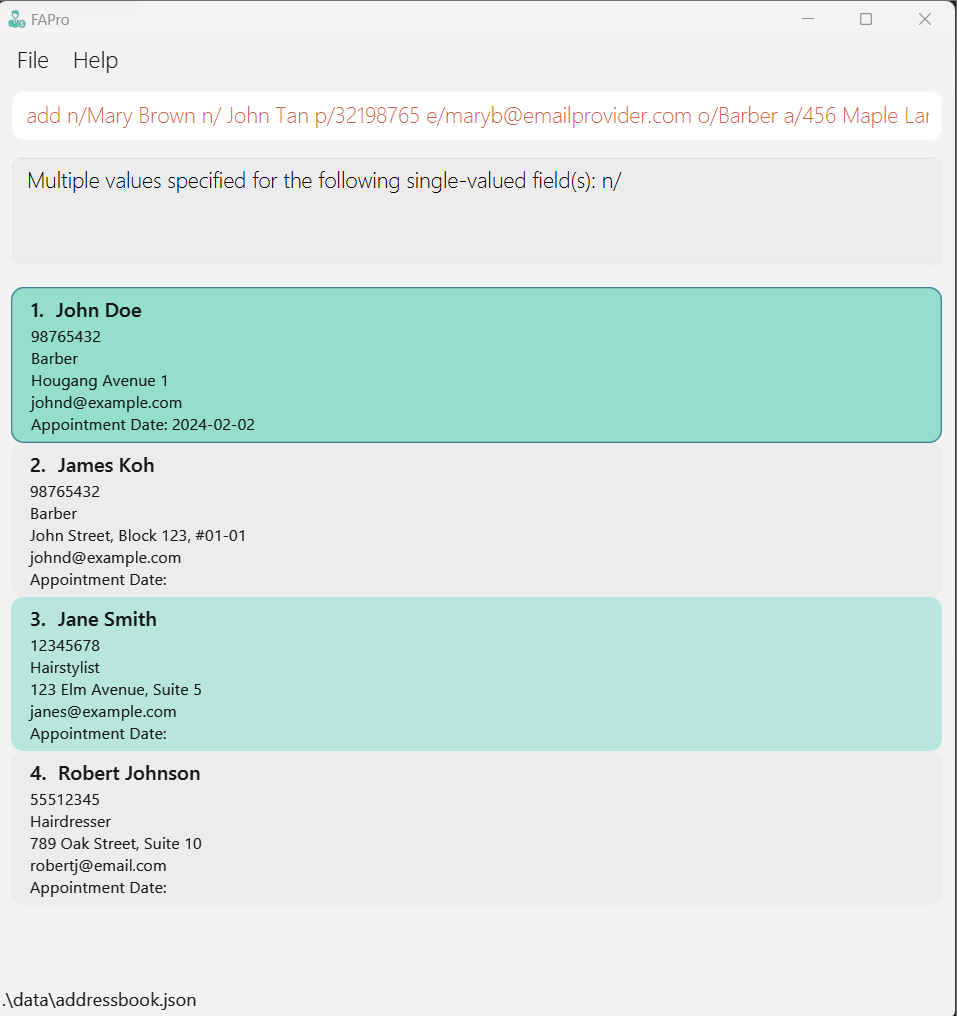 FAPro
File Help
add n/Mary Brown n/ John Tan p/32198765 e/maryb@emailprovider.com o/Barber a/456 Maple Lan
Multiple values specified for the following single-valued field(s): n/
1. John Doe
98765432
Barber
Hougang Avenue 1
johnd@example.com
Appointment Date: 2024-02-02
2. James Koh
98765432
Barber
John Street, Block 123, #01-01
johnd@example.com
Appointment Date:
3. Jane Smith
12345678
Hairstylist
123 Elm Avenue, Suite 5
janes@example.com
Appointment Date:
4. Robert Johnson
55512345
Hairdresser
789 Oak Street, Suite 10
robertj@email.com
Appointment Date:
.\data\addressbook.json